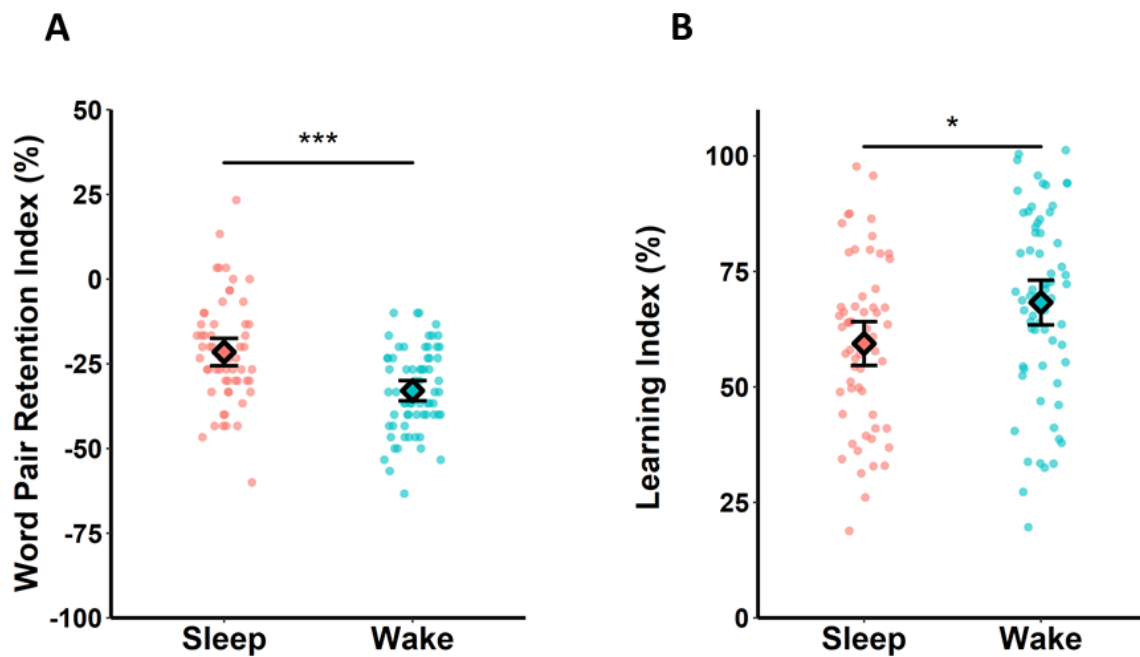 A
Word Pair Retention Index (%)
50
25
0
-25
-50
-75
-100
***
Sleep
Wake
B
Learning Index (%)
100
75
50
25
0
*
Sleep
Wake